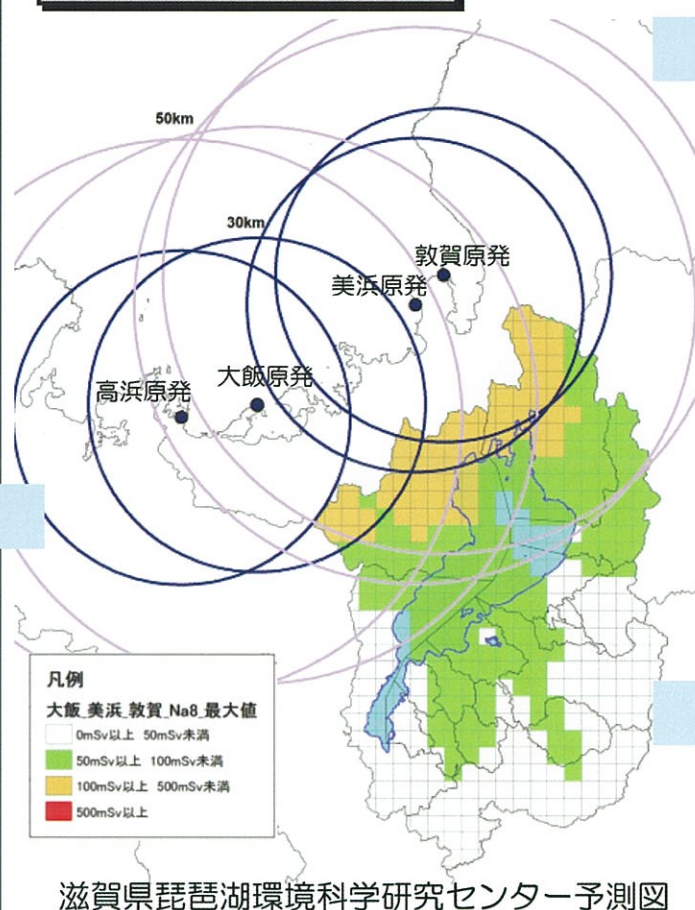 50km
30km
敦賀原発
美浜原発
大飯原発
高浜原発
凡例
大飯_美浜_敦賀_Na8_最大値
0mSv以上 50mSv未満
50mSv以上 100mSv未満
100mSv以上 500mSv未満
500mSv以上
滋賀県琵琶湖環境科学研究センター予測図